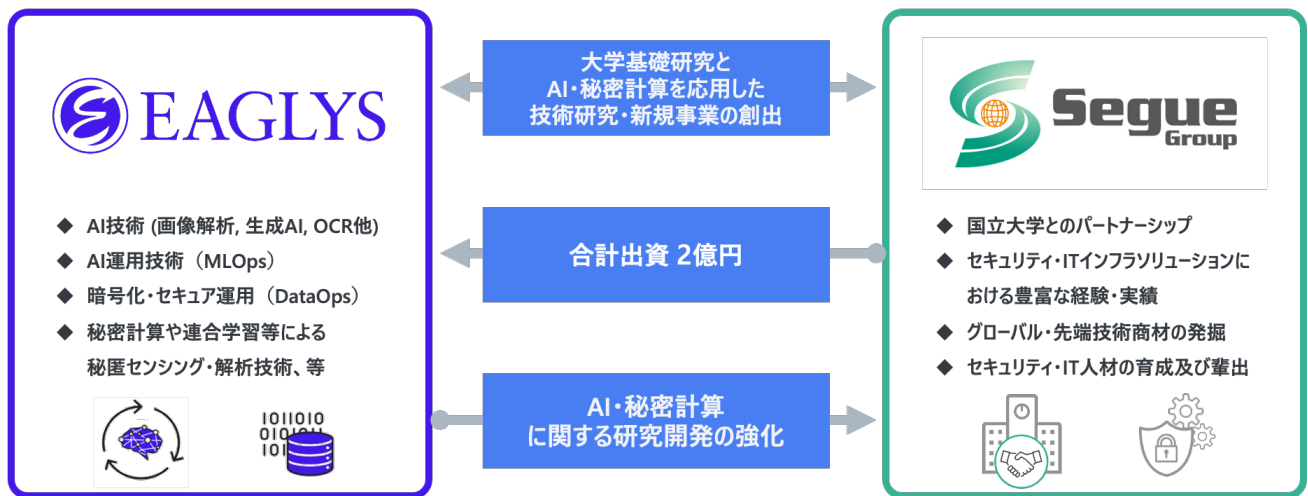 EAGLYS
◆ AI技術 (画像解析, 生成AI, OCR他)
◆ AI運用技術（MLOps）
◆ 暗号化・セキュア運用（DataOps）
◆ 秘密計算や連合学習等による
秘匿センシング・解析技術、等
1011010
大学基礎研究と
AI・秘密計算を応用した
技術研究・新規事業の創出
合計出資 2億円
AI・秘密計算
に関する研究開発の強化
Segue
Group
◆ 国立大学とのパートナーシップ
◆ セキュリティ・ITインフラソリューションに
おける豊富な経験・実績
◆ グローバル・先端技術商材の発掘
◆ セキュリティ・IT人材の育成及び輩出